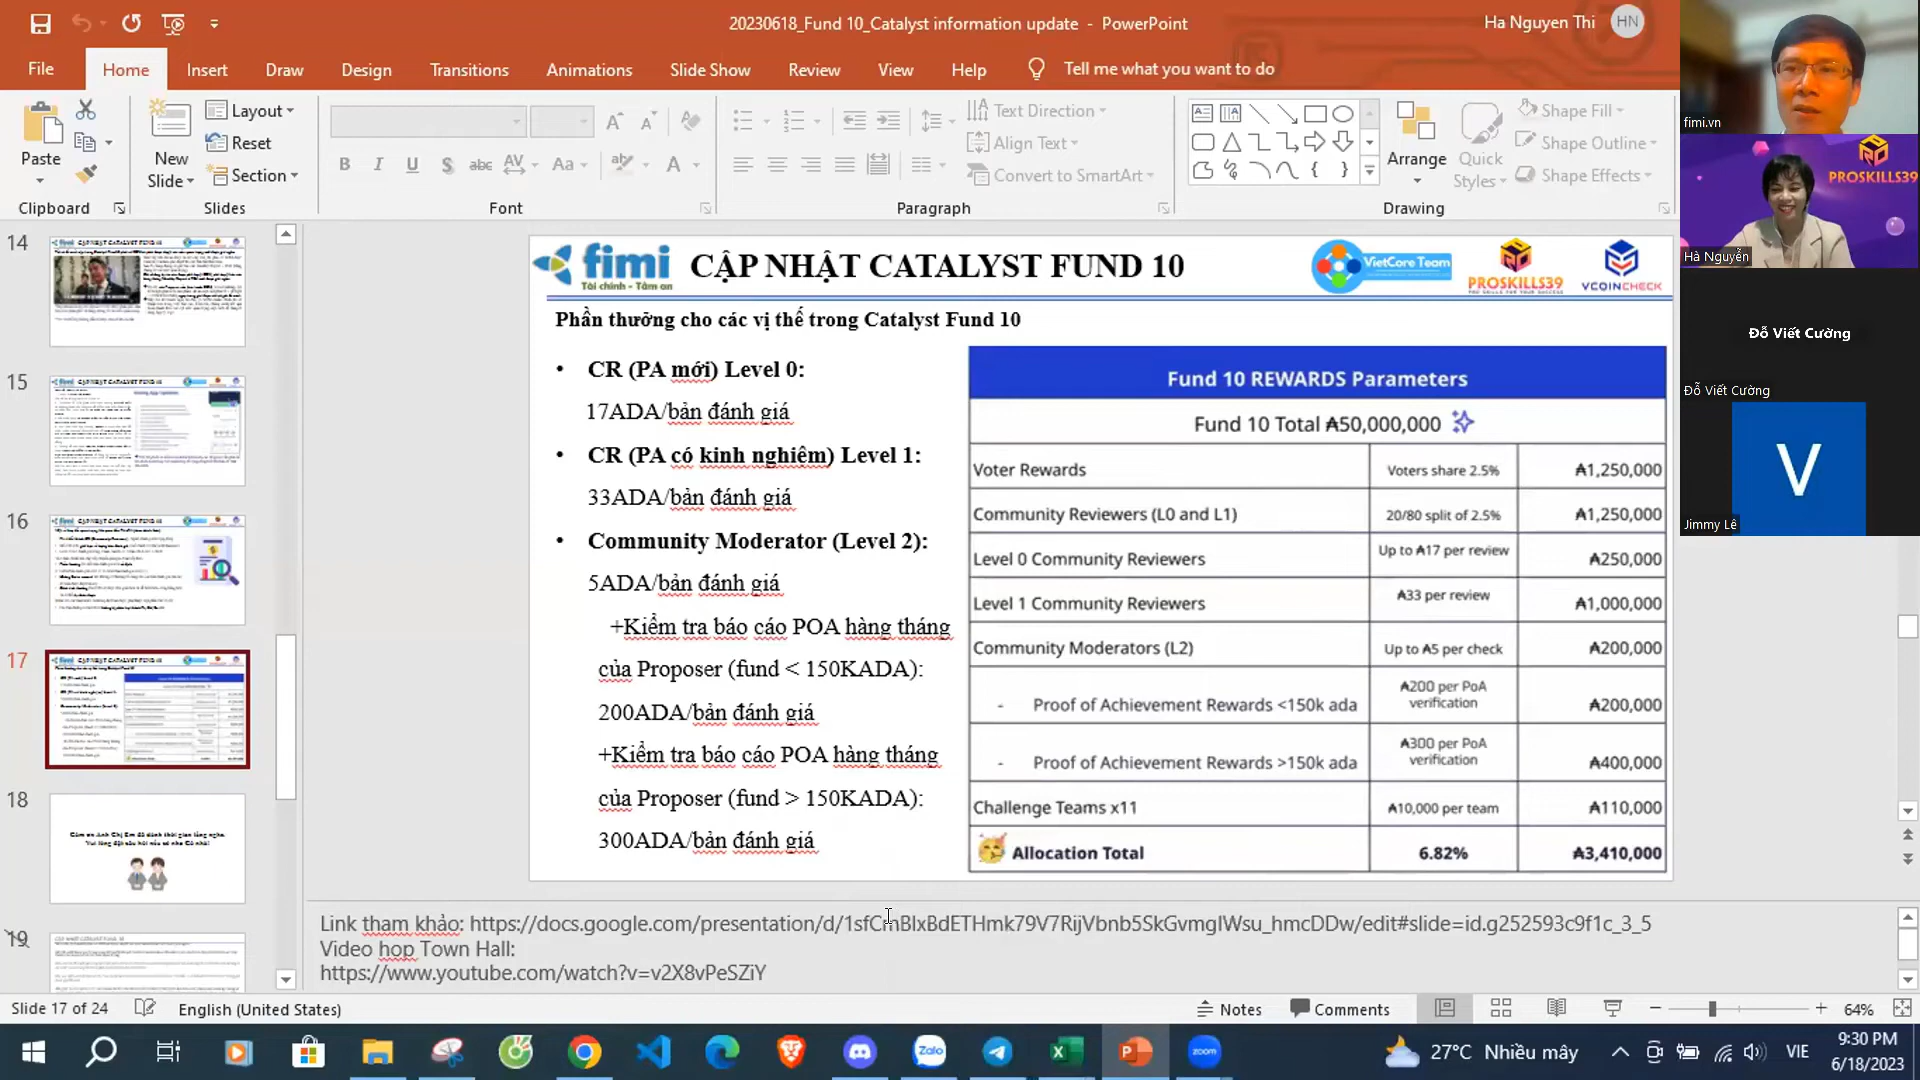 20230618_Fund 10_Catalyst information update - PowerPoint
Ha Nguyen Thi
HN
File
Home
Insert
Draw
Design
Transitions
Animations
Slide Show
Review
View
Help
Tell me what you want to do
Paste
New Slide
Layout
Reset
Section
Text Direction
Align Text
Convert to SmartArt
Arrange
Quick Styles
Shape Fill
Shape Outline
Shape Effects
Clipboard
Slides
Font
Paragraph
Drawing
14
15
16
17
18
19
fimi
Tài chính - Tâm an
CẬP NHẬT CATALYST FUND 10
VietCore Team
PROSKILLS39
VCOINCHECK
Phần thưởng cho các vị thế trong Catalyst Fund 10
• CR (PA mới) Level 0:
17ADA/bản đánh giá
• CR (PA có kinh nghiệm) Level 1:
33ADA/bản đánh giá
• Community Moderator (Level 2):
5ADA/bản đánh giá
+Kiểm tra báo cáo POA hàng tháng
của Proposer (fund < 150KADA):
200ADA/bản đánh giá
+Kiểm tra báo cáo POA hàng tháng
của Proposer (fund > 150KADA):
300ADA/bản đánh giá
Fund 10 REWARDS Parameters
Fund 10 Total ₳50,000,000
Voter Rewards Voters share 2.5% ₳1,250,000
Community Reviewers (L0 and L1) 20/80 split of 2.5% ₳1,250,000
Level 0 Community Reviewers Up to ₳17 per review ₳250,000
Level 1 Community Reviewers ₳33 per review ₳1,000,000
Community Moderators (L2) Up to ₳5 per check ₳200,000
- Proof of Achievement Rewards <150k ada ₳200 per PoA verification ₳200,000
- Proof of Achievement Rewards >150k ada ₳300 per PoA verification ₳400,000
Challenge Teams x11 ₳10,000 per team ₳110,000
Allocation Total 6.82% ₳3,410,000
Link tham khảo: https://docs.google.com/presentation/d/1sfCmBlxBdETHmk79V7RijVbnb5SkGvmgIWsu_hmcDDw/edit#slide=id.g252593c9f1c_3_5
Video họp Town Hall:
https://www.youtube.com/watch?v=v2X8vPeSZiY
Slide 17 of 24
English (United States)
Notes
Comments
64%
fimi.vn
PROSKILLS39
Hà Nguyễn
Đỗ Viết Cường
Đỗ Viết Cường
V
Jimmy Lê
Zalo
zoom
27°C Nhiều mây
VIE
9:30 PM
6/18/2023